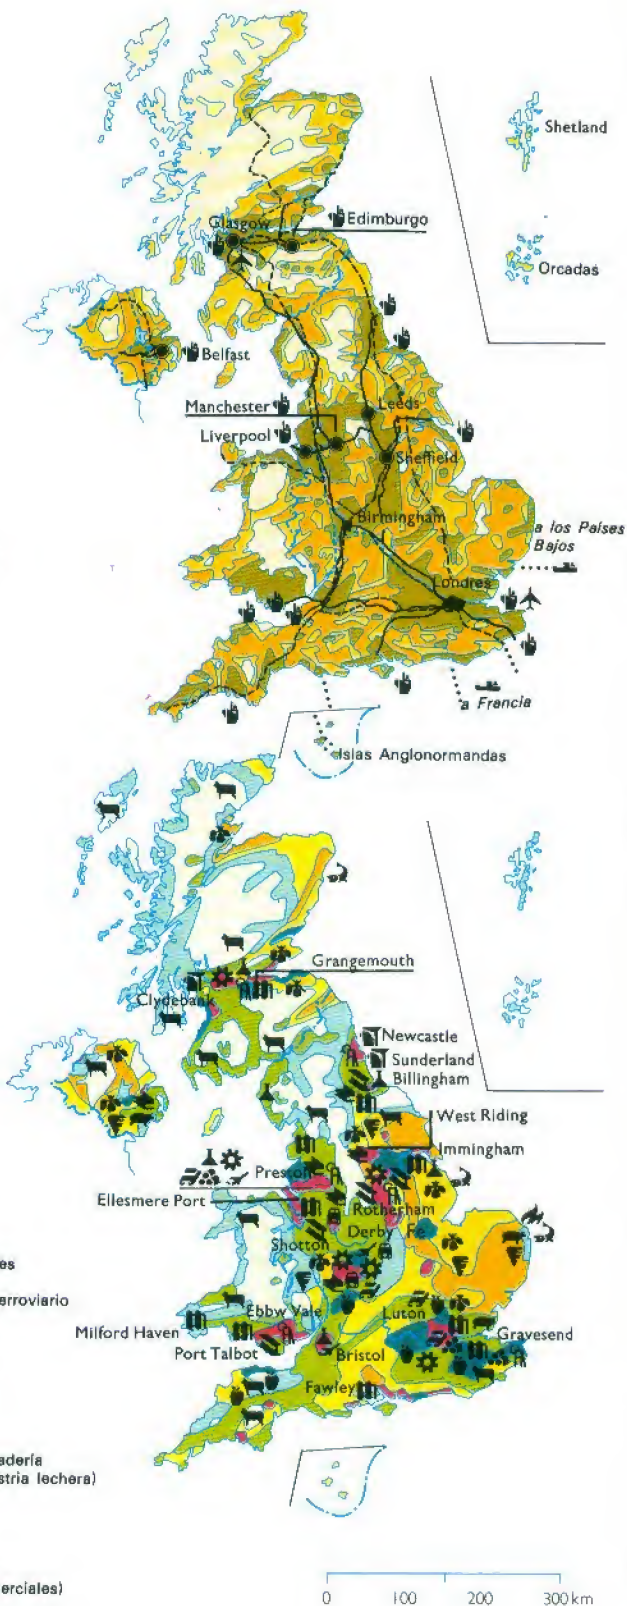 Shetland
Glasgow
Edimburgo
Orcadas
Belfast
Manchester
Leeds
Liverpool
Sheffield
Birmingham
a los Países
Bajos
Londres
a Francia
Islas Anglonormandas
Grangemouth
Clydebank
Newcastle
Sunderland
Billingham
West Riding
Immingham
Preston
Ellesmere Port
Rotherham
Derby
Fe
Shotton
es
erroviario
Ebbw Vale
Luton
Milford Haven
Gravesend
Port Talbot
Bristol
Fawley
adería
stria lechera)
erciales)
0 100 200 300 km